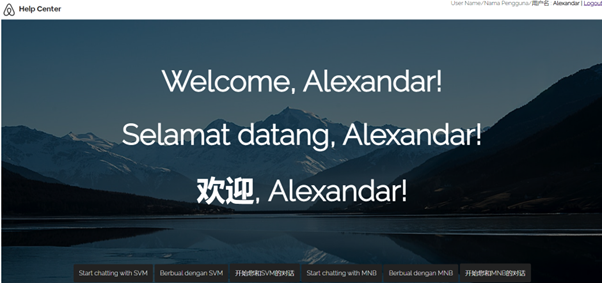 Help Center
User Name/Nama Pengguna/用户名 : Alexandar | Logout
Welcome, Alexandar!
Selamat datang, Alexandar!
欢迎, Alexandar!
Start chatting with SVM Berbual dengan SVM 开始您和SVM的对话 Start chatting with MNB Berbual dengan MNB 开始您和MNB的对话